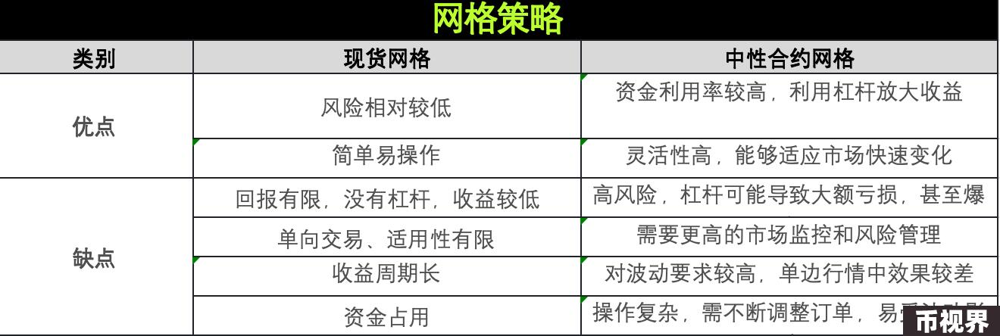 网格策略
类别 现货网格 中性合约网格
优点 风险相对较低 资金利用率较高，利用杠杆放大收益
简单易操作 灵活性高，能够适应市场快速变化
缺点 回报有限，没有杠杆，收益较低 高风险，杠杆可能导致大额亏损，甚至爆
单向交易、适用性有限 需要更高的市场监控和风险管理
收益周期长 对波动要求较高，单边行情中效果较差
资金占用 操作复杂，需不断调整订单，易
币视界